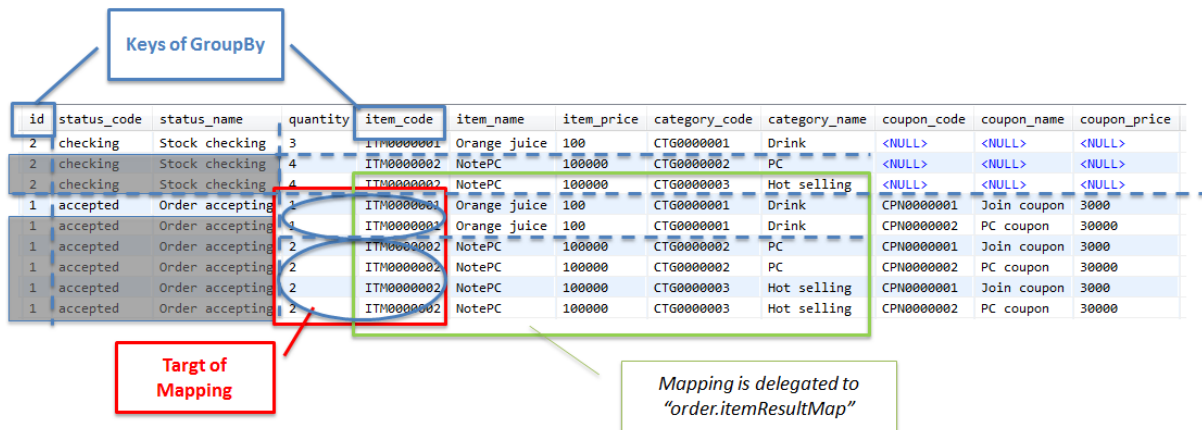 Keys of GroupBy
id status_code status_name quantity item_code item_name item_price category_code category_name coupon_code coupon_name coupon_price
2 checking Stock checking 3 ITM0000001 Orange juice 100 CTG0000001 Drink <NULL> <NULL> <NULL>
2 checking Stock checking 4 ITM0000002 NotePC 100000 CTG0000002 PC <NULL> <NULL> <NULL>
2 checking Stock checking 4 ITM0000002 NotePC 100000 CTG0000003 Hot selling <NULL> <NULL> <NULL>
1 accepted Order accepting 1 ITM0000001 Orange juice 100 CTG0000001 Drink CPN0000001 Join coupon 3000
1 accepted Order accepting 1 ITM0000001 Orange juice 100 CTG0000001 Drink CPN0000002 PC coupon 30000
1 accepted Order accepting 2 ITM0000002 NotePC 100000 CTG0000002 PC CPN0000001 Join coupon 3000
1 accepted Order accepting 2 ITM0000002 NotePC 100000 CTG0000002 PC CPN0000002 PC coupon 30000
1 accepted Order accepting 2 ITM0000002 NotePC 100000 CTG0000003 Hot selling CPN0000001 Join coupon 3000
1 accepted Order accepting 2 ITM0000002 NotePC 100000 CTG0000003 Hot selling CPN0000002 PC coupon 30000
Targt of
Mapping
Mapping is delegated to
“order.itemResultMap”